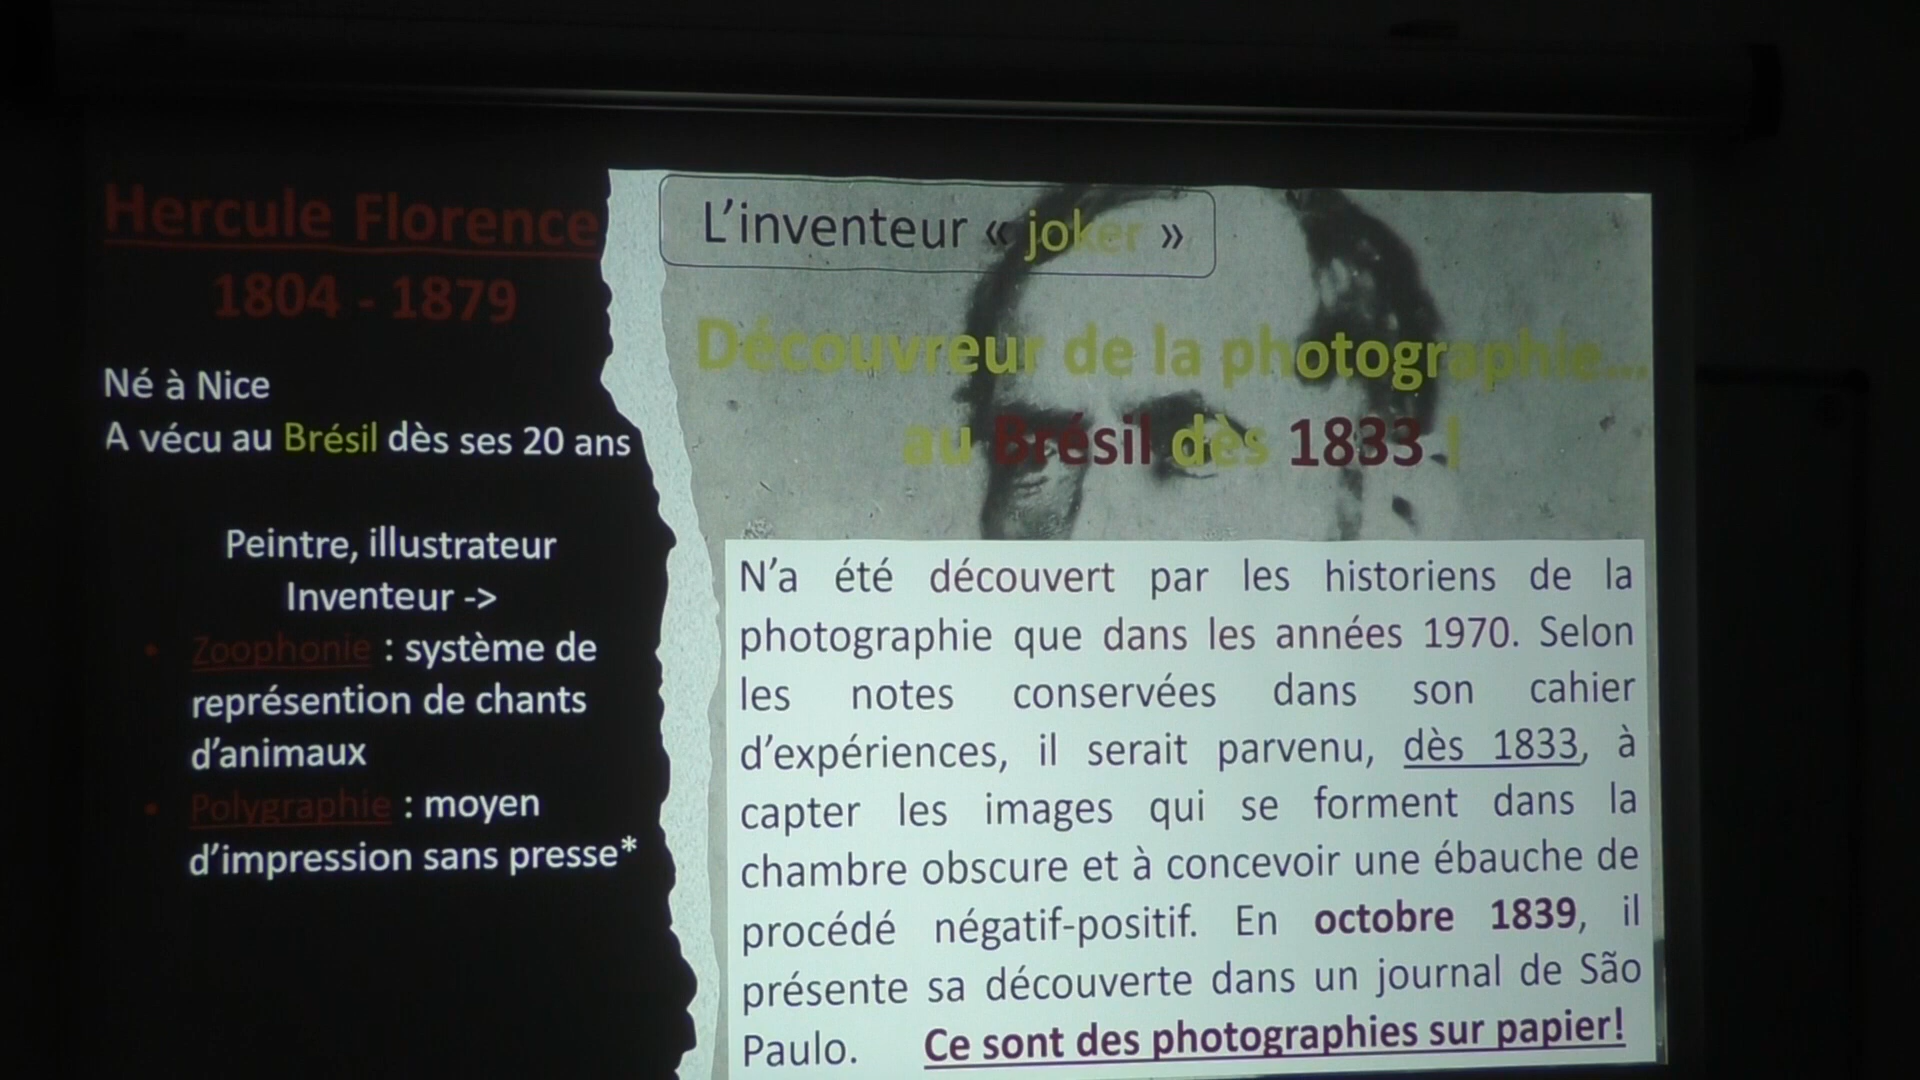 Hercule Florence
1804 - 1879
Né à Nice
A vécu au Brésil dès ses 20 ans
Peintre, illustrateur
Inventeur ->
• Zoophonie : système de
représention de chants
d'animaux
• Polygraphie : moyen
d'impression sans presse*
L'inventeur « joker »
Découvreur de la photographie...
au Brésil dès 1833 !
N'a été découvert par les historiens de la
photographie que dans les années 1970. Selon
les notes conservées dans son cahier
d'expériences, il serait parvenu, dès 1833, à
capter les images qui se forment dans la
chambre obscure et à concevoir une ébauche de
procédé négatif-positif. En octobre 1839, il
présente sa découverte dans un journal de São
Paulo. Ce sont des photographies sur papier!